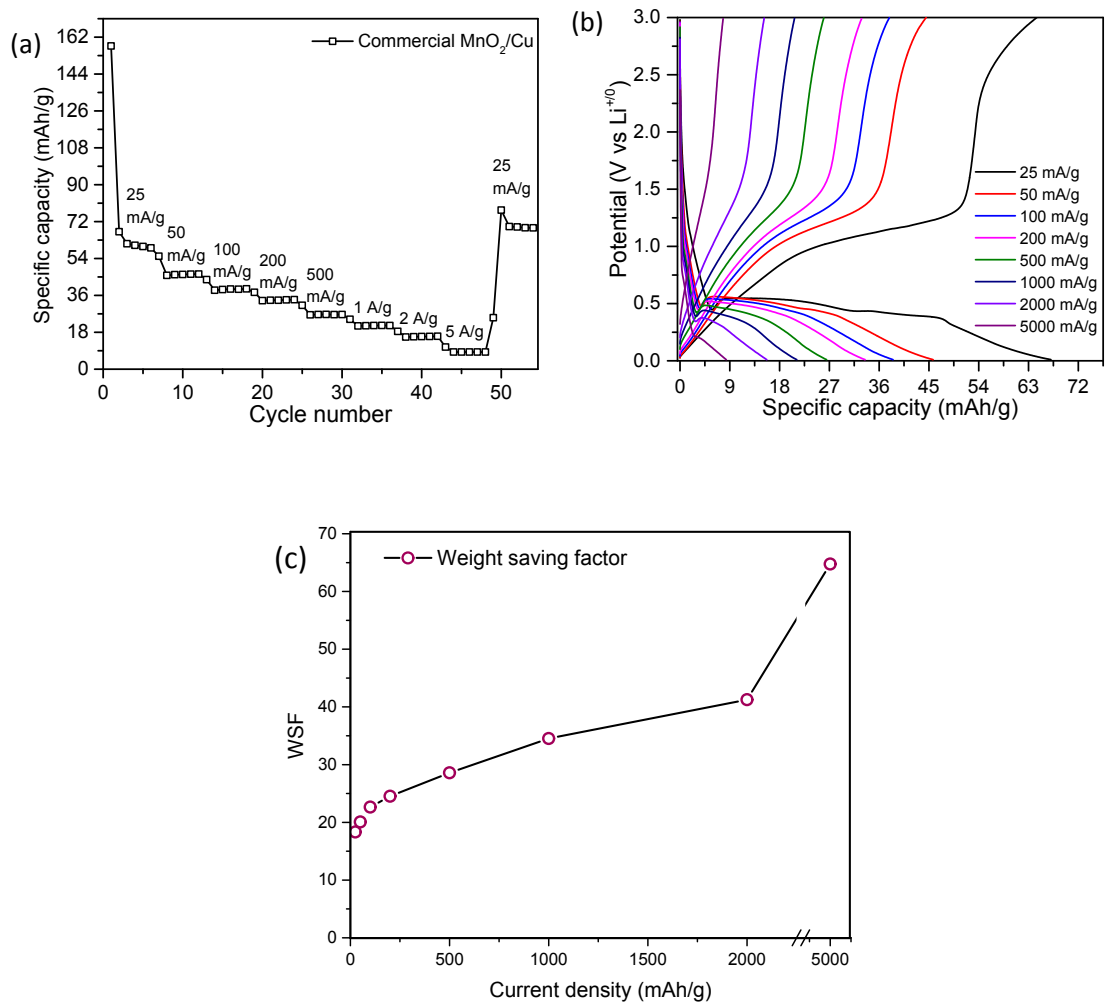 (a)
Commercial MnO₂/Cu
Specific capacity (mAh/g)
162
144
126
108
90
72
54
36
18
0
25
mA/g
50
mA/g
100
mA/g
200
mA/g
500
mA/g
1 A/g
2 A/g
5 A/g
25
mA/g
0 10 20 30 40 50
Cycle number
(b)
Potential (V vs Li⁺ᐟ⁰)
3.0
2.5
2.0
1.5
1.0
0.5
0.0
25 mA/g
50 mA/g
100 mA/g
200 mA/g
500 mA/g
1000 mA/g
2000 mA/g
5000 mA/g
0 9 18 27 36 45 54 63 72
Specific capacity (mAh/g)
(c)
Weight saving factor
WSF
70
60
50
40
30
20
10
0
0 500 1000 1500 2000 5000
Current density (mAh/g)